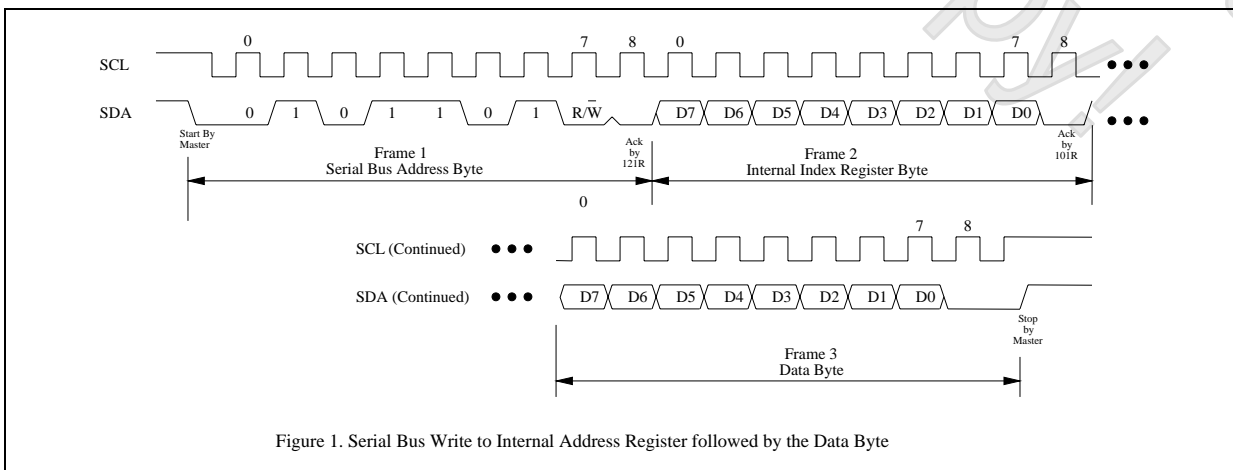 0 7 8 0 7 8
SCL
SDA 0 1 0 1 1 0 1 R/W D7 D6 D5 D4 D3 D2 D1 D0
Start By
Master
Ack
by
121R
Ack
by
101R
Frame 1
Serial Bus Address Byte
Frame 2
Internal Index Register Byte
0 7 8
SCL (Continued)
SDA (Continued) D7 D6 D5 D4 D3 D2 D1 D0
Stop
by
Master
Frame 3
Data Byte
Figure 1. Serial Bus Write to Internal Address Register followed by the Data Byte